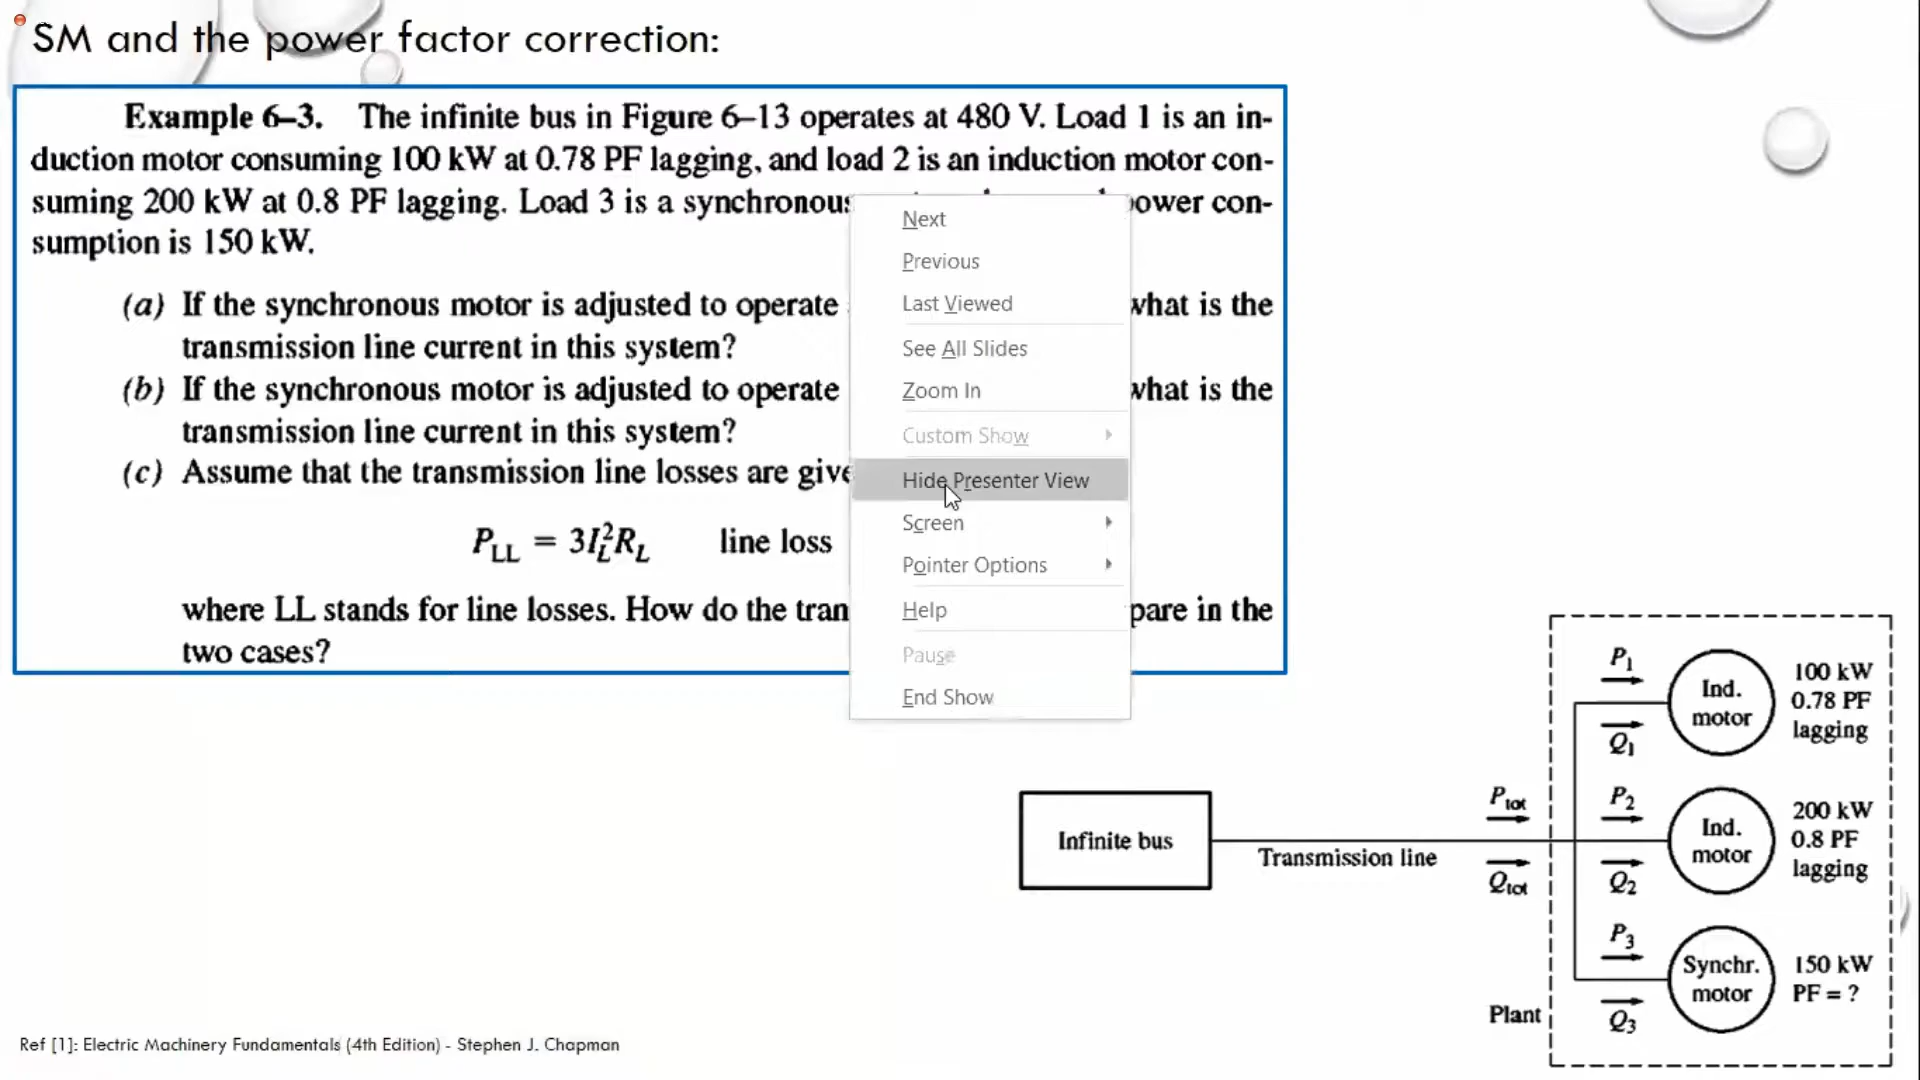 SM and the power factor correction:
Example 6–3. The infinite bus in Figure 6–13 operates at 480 V. Load 1 is an in-
duction motor consuming 100 kW at 0.78 PF lagging, and load 2 is an induction motor con-
suming 200 kW at 0.8 PF lagging. Load 3 is a synchronous ower con-
sumption is 150 kW.
(a) If the synchronous motor is adjusted to operate what is the
transmission line current in this system?
(b) If the synchronous motor is adjusted to operate what is the
transmission line current in this system?
(c) Assume that the transmission line losses are give
P_LL = 3I_L^2R_L line loss
where LL stands for line losses. How do the tran pare in the
two cases?
Next
Previous
Last Viewed
See All Slides
Zoom In
Custom Show
Hide Presenter View
Screen
Pointer Options
Help
Pause
End Show
Infinite bus
Transmission line
P_tot
Q_tot
P_1
Q_1
Ind.
motor
100 kW
0.78 PF
lagging
P_2
Q_2
Ind.
motor
200 kW
0.8 PF
lagging
P_3
Q_3
Synchr.
motor
150 kW
PF = ?
Plant
Ref [1]: Electric Machinery Fundamentals (4th Edition) - Stephen J. Chapman